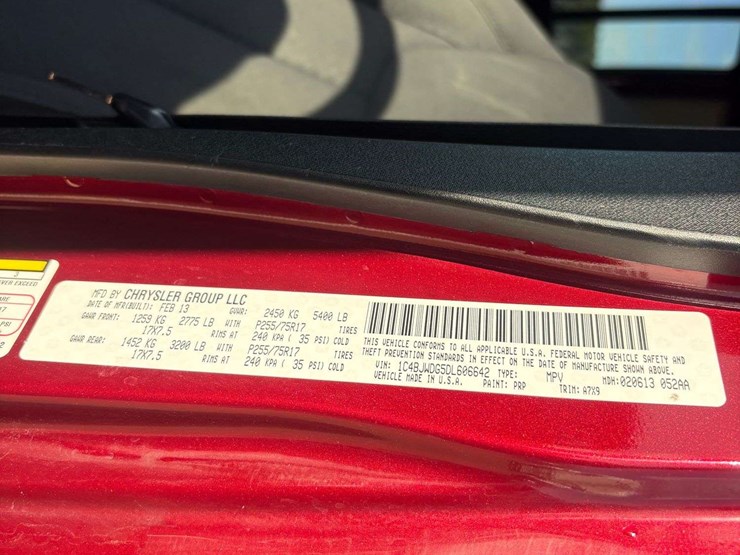 3
EVER EXCEED
PSI
MFD BY CHRYSLER GROUP LLC
DATE OF MFR(BUILT): FEB 13 GVWR: 2450 KG 5400 LB
GAWR FRONT: 1259 KG 2775 LB WITH P255/75R17 TIRES
17X7.5 RIMS AT 240 KPA ( 35 PSI) COLD
GAWR REAR: 1452 KG 3200 LB WITH P255/75R17 TIRES
17X7.5 RIMS AT 240 KPA ( 35 PSI) COLD
THIS VEHICLE CONFORMS TO ALL APPLICABLE U.S.A. FEDERAL MOTOR VEHICLE SAFETY AND
THEFT PREVENTION STANDARDS IN EFFECT ON THE DATE OF MANUFACTURE SHOWN ABOVE.
VIN: 1C4BJWDG5DL606642 TYPE: MPV MDH:020613 052AA
VEHICLE MADE IN U.S.A. PAINT: PRP TRIM: A7X9